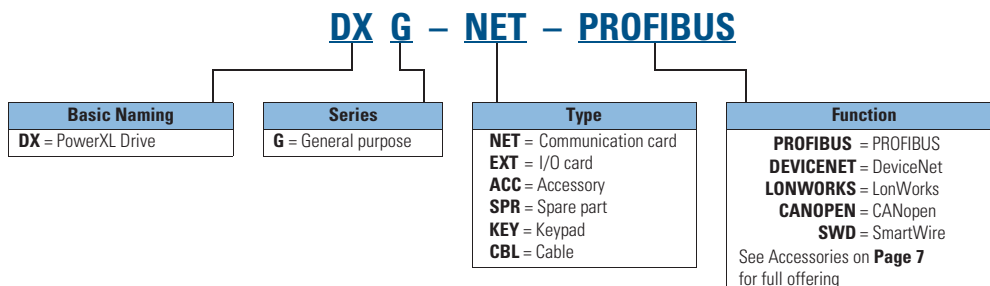 DX G – NET – PROFIBUS
Basic Naming
DX = PowerXL Drive
Series
G = General purpose
Type
NET = Communication card
EXT = I/O card
ACC = Accessory
SPR = Spare part
KEY = Keypad
CBL = Cable
Function
PROFIBUS = PROFIBUS
DEVICENET = DeviceNet
LONWORKS = LonWorks
CANOPEN = CANopen
SWD = SmartWire
See Accessories on Page 7
for full offering